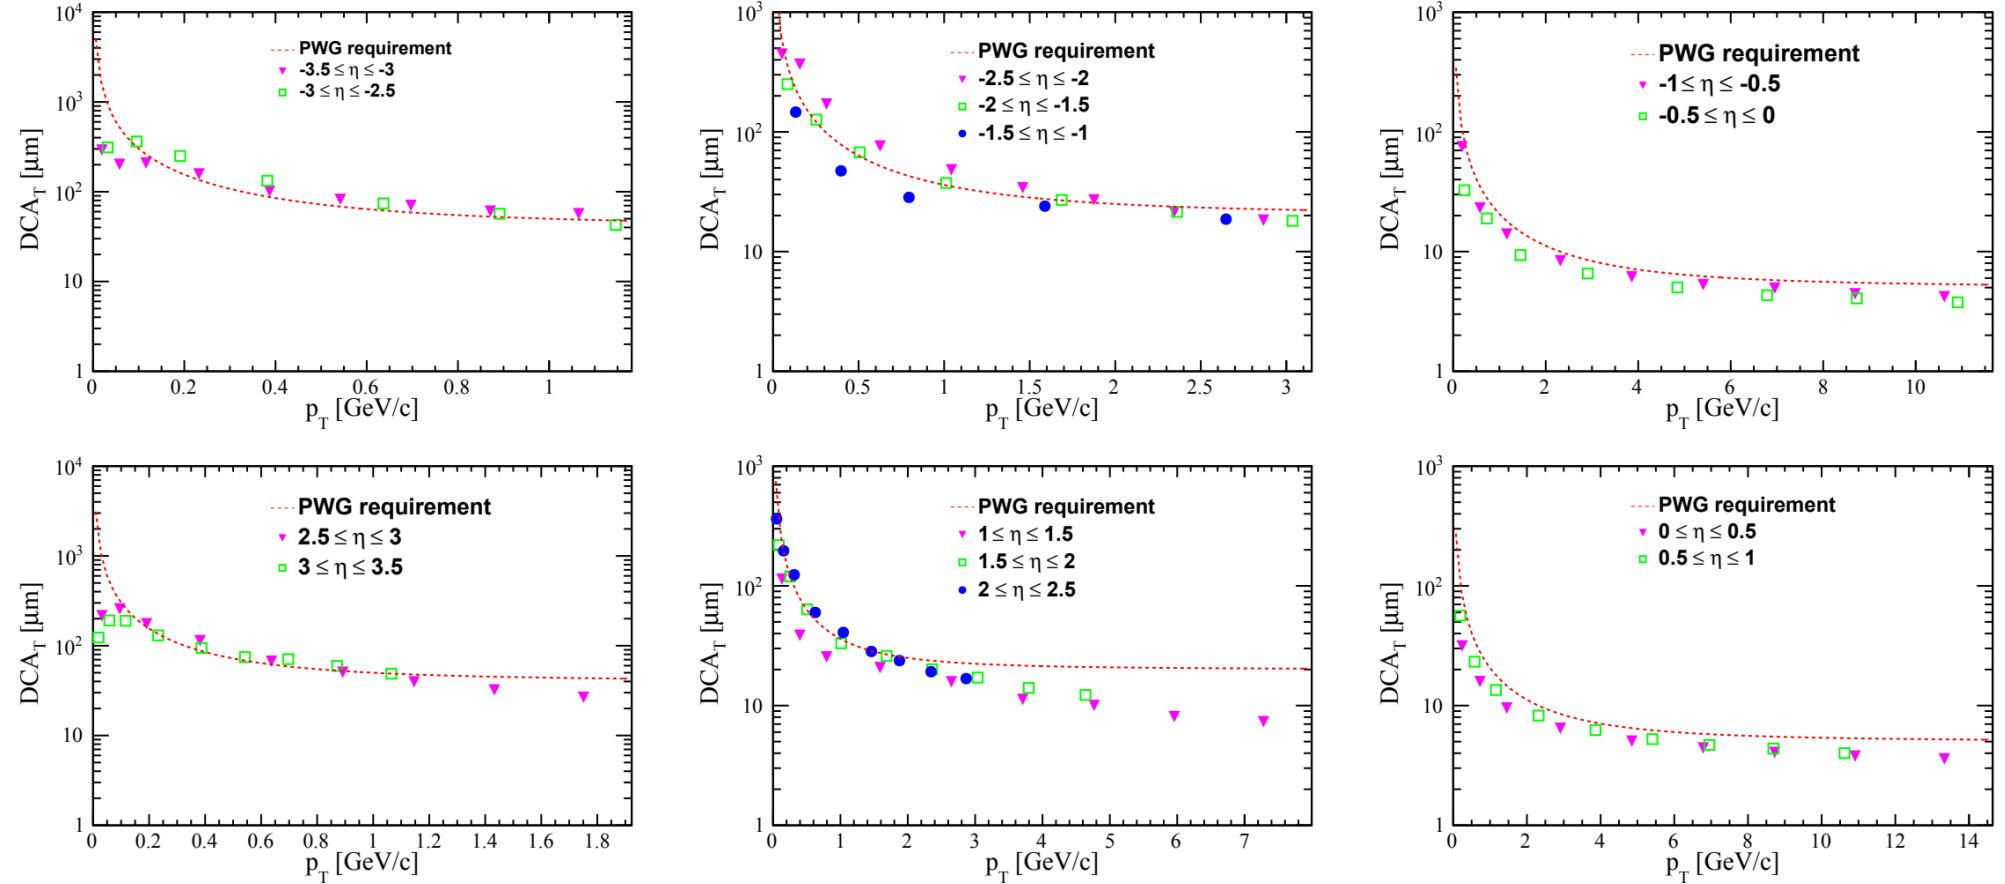 10⁴
10³
10²
10
1
DCA_T [µm]
PWG requirement
-3.5 ≤ η ≤ -3
-3 ≤ η ≤ -2.5
0 0.2 0.4 0.6 0.8 1
p_T [GeV/c]
10³
10²
10
1
DCA_T [µm]
PWG requirement
-2.5 ≤ η ≤ -2
-2 ≤ η ≤ -1.5
-1.5 ≤ η ≤ -1
0 0.5 1 1.5 2 2.5 3
p_T [GeV/c]
10³
10²
10
1
DCA_T [µm]
PWG requirement
-1 ≤ η ≤ -0.5
-0.5 ≤ η ≤ 0
0 2 4 6 8 10
p_T [GeV/c]
10⁴
10³
10²
10
1
DCA_T [µm]
PWG requirement
2.5 ≤ η ≤ 3
3 ≤ η ≤ 3.5
0 0.2 0.4 0.6 0.8 1 1.2 1.4 1.6 1.8
p_T [GeV/c]
10³
10²
10
1
DCA_T [µm]
PWG requirement
1 ≤ η ≤ 1.5
1.5 ≤ η ≤ 2
2 ≤ η ≤ 2.5
0 1 2 3 4 5 6 7
p_T [GeV/c]
10³
10²
10
1
DCA_T [µm]
PWG requirement
0 ≤ η ≤ 0.5
0.5 ≤ η ≤ 1
0 2 4 6 8 10 12 14
p_T [GeV/c]